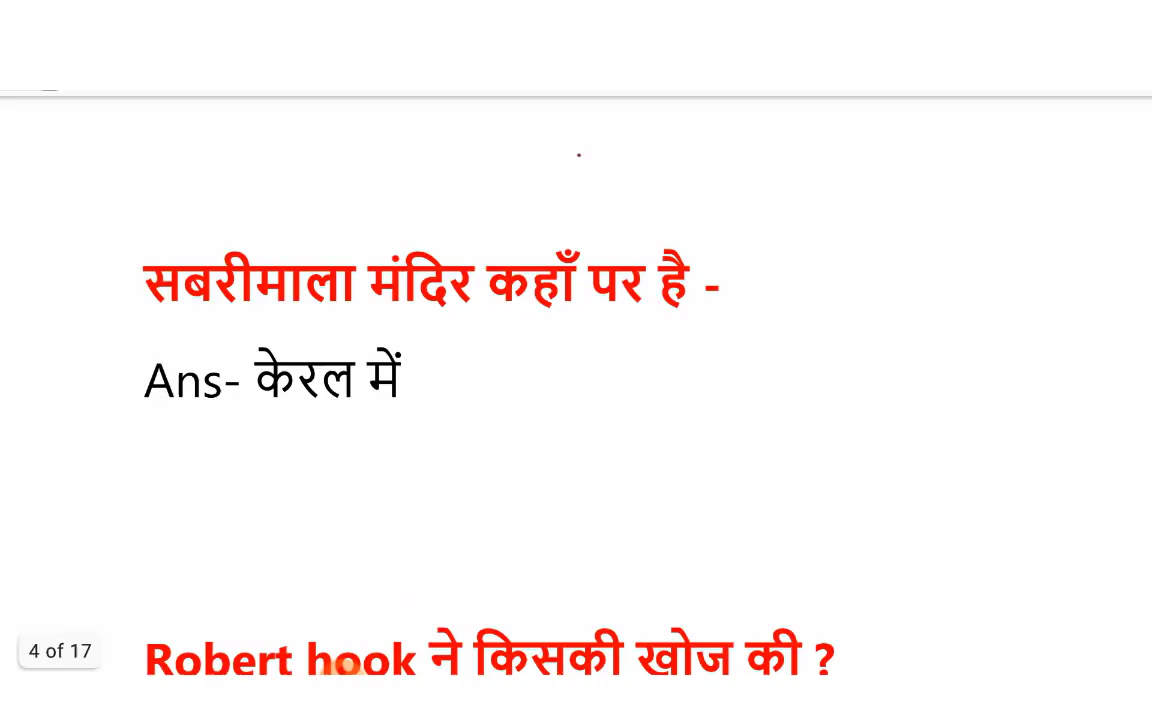 सबरीमाला मंदिर कहाँ पर है -
Ans- केरल में
4 of 17
Robert hook ने किसकी खोज की ?